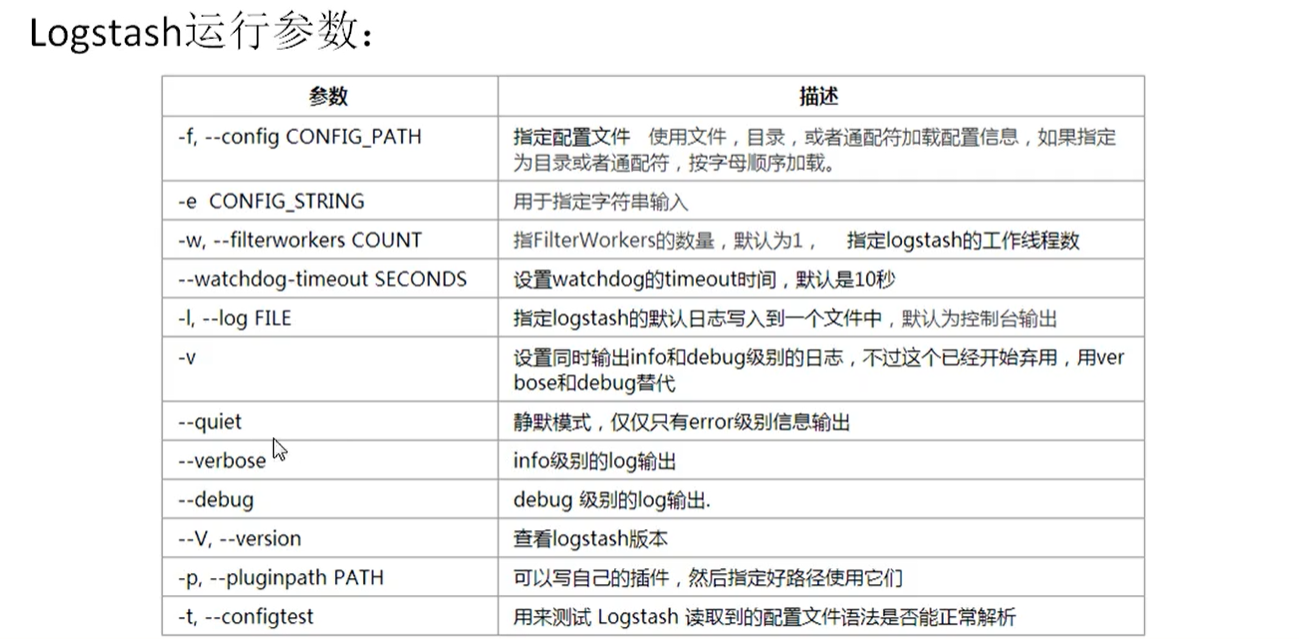 Logstash运行参数：
参数 描述
-f, --config CONFIG_PATH 指定配置文件 使用文件，目录，或者通配符加载配置信息，如果指定
为目录或者通配符，按字母顺序加载。
-e CONFIG_STRING 用于指定字符串输入
-w, --filterworkers COUNT 指FilterWorkers的数量，默认为1， 指定logstash的工作线程数
--watchdog-timeout SECONDS 设置watchdog的timeout时间，默认是10秒
-l, --log FILE 指定logstash的默认日志写入到一个文件中，默认为控制台输出
-v 设置同时输出info和debug级别的日志，不过这个已经开始弃用，用ver
bose和debug替代
--quiet 静默模式，仅仅只有error级别信息输出
--verbose info级别的log输出
--debug debug 级别的log输出.
--V, --version 查看logstash版本
-p, --pluginpath PATH 可以写自己的插件，然后指定好路径使用它们
-t, --configtest 用来测试 Logstash 读取到的配置文件语法是否能正常解析